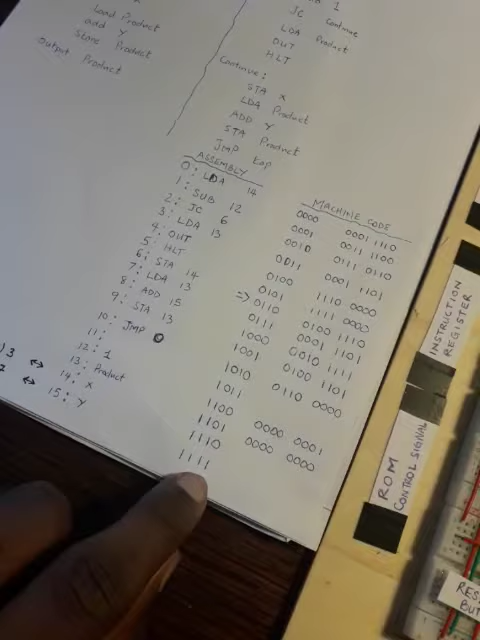 Load Product
add Y
Store Product
Output Product
1
JC Continue
LDA Product
OUT
HLT
Continue:
STA X
LDA Product
ADD Y
STA Product
JMP top
ASSEMBLY
0: LDA 14
1: SUB 12
2: JC 6
3: LDA 13
4: OUT
5: HLT
6: STA 14
7: LDA 13
8: ADD 15
9: STA 13
10: JMP 0
11:
12: 1
13: Product
14: X
15: Y
13 ↔
↔
MACHINE CODE
0000 0001 1110
0001 0011 1100
0010 0111 0110
0011 0001 1101
0100 1110 0000
0101 1111 0000
=> 0110 0100 1110
0111 0001 1101
1000 0010 1111
1001 0100 1101
1010 0110 0000
1011
1100 0000 0001
1101 0000 0000
1110
1111
INSTRUCTION
REGISTER
ROM
CONTROL SIGNAL